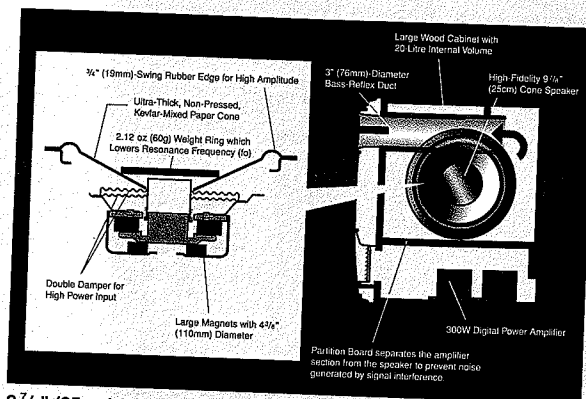 Large Wood Cabinet with
20-Litre Internal Volume
3" (76mm)-Diameter
Bass-Reflex Duct
High-Fidelity 9 7/8"
(25cm) Cone Speaker
3/4" (19mm)-Swing Rubber Edge for High Amplitude
Ultra-Thick, Non-Pressed,
Kevlar-Mixed Paper Cone
2.12 oz (60g) Weight Ring which
Lowers Resonance Frequency (fo)
Double Damper for
High Power Input
Large Magnets with 4 3/8"
(110mm) Diameter
300W Digital Power Amplifier
Partition Board separates the amplifier
section from the speaker to prevent noise
generated by signal interference.